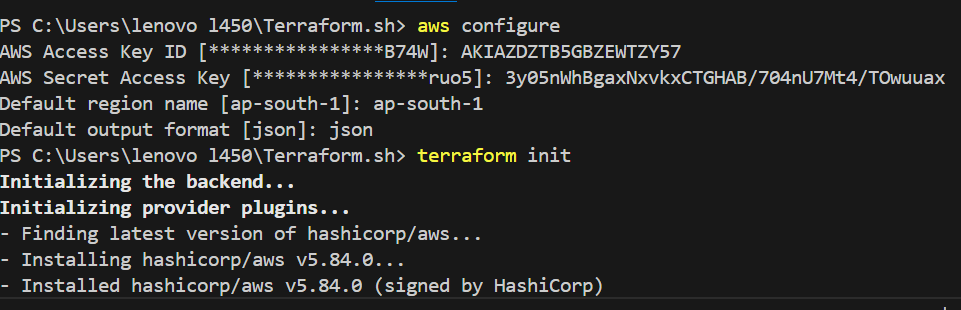 PS C:\Users\lenovo l450\Terraform.sh> aws configure
AWS Access Key ID [****************B74W]: AKIAZDZTB5GBZEWTZY57
AWS Secret Access Key [****************ruo5]: 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
Default region name [ap-south-1]: ap-south-1
Default output format [json]: json
PS C:\Users\lenovo l450\Terraform.sh> terraform init
Initializing the backend...
Initializing provider plugins...
- Finding latest version of hashicorp/aws...
- Installing hashicorp/aws v5.84.0...
- Installed hashicorp/aws v5.84.0 (signed by HashiCorp)